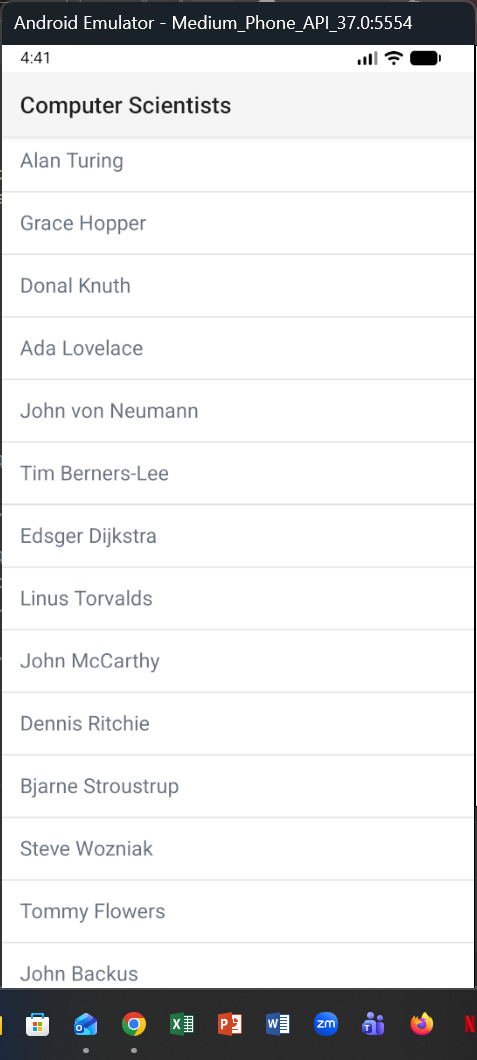 Android Emulator - Medium_Phone_API_37.0:5554
4:41
Computer Scientists
Alan Turing
Grace Hopper
Donal Knuth
Ada Lovelace
John von Neumann
Tim Berners-Lee
Edsger Dijkstra
Linus Torvalds
John McCarthy
Dennis Ritchie
Bjarne Stroustrup
Steve Wozniak
Tommy Flowers
John Backus
zm